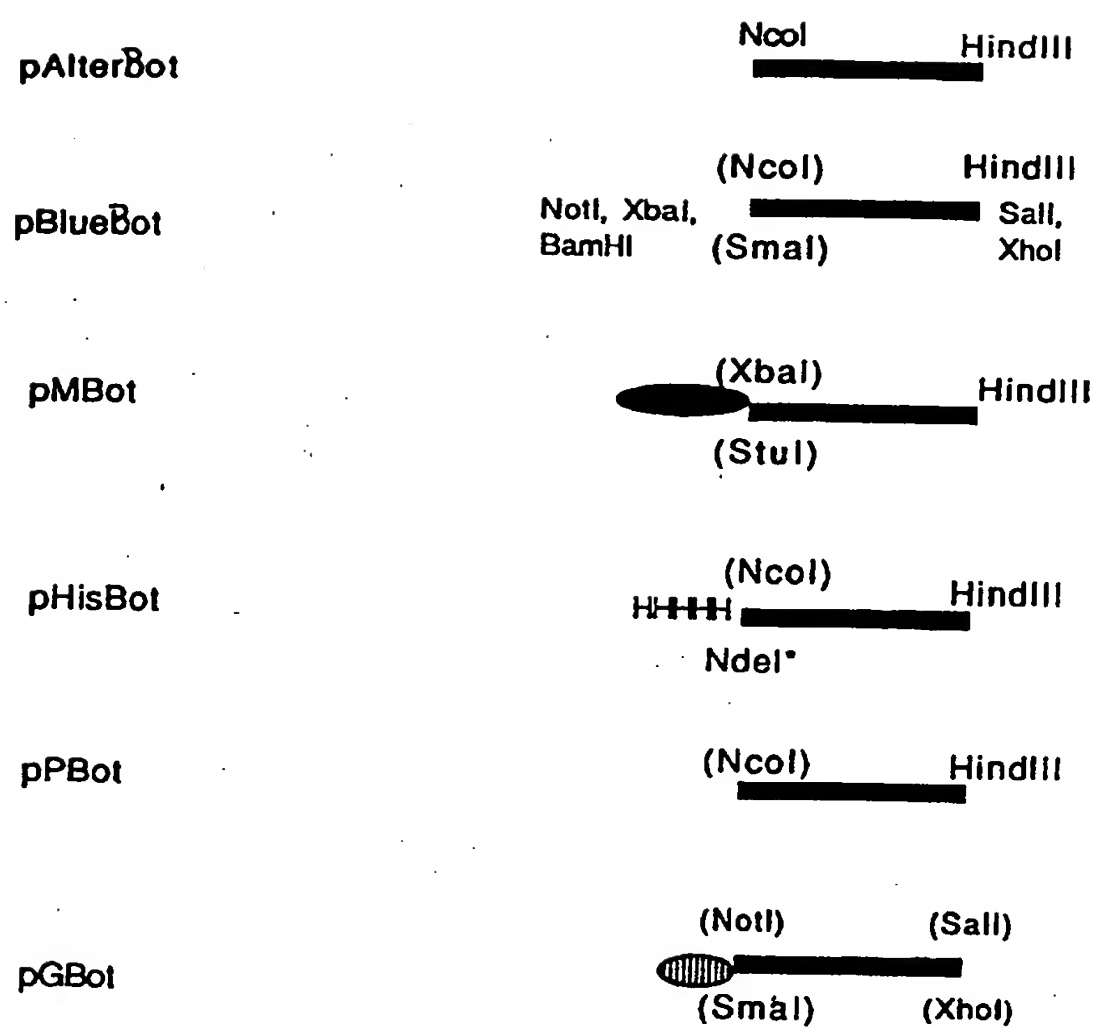 NcoI HindIII
pAlterBot
(NcoI) HindIII
pBlueBot NotI, XbaI, SalI,
BamHI (SmaI) XhoI
(XbaI) HindIII
pMBot
(StuI)
(NcoI) HindIII
pHisBot HHHHH
NdeI*
(NcoI) HindIII
pPBot
(NotI) (SalI)
pGBot
(SmaI) (XhoI)